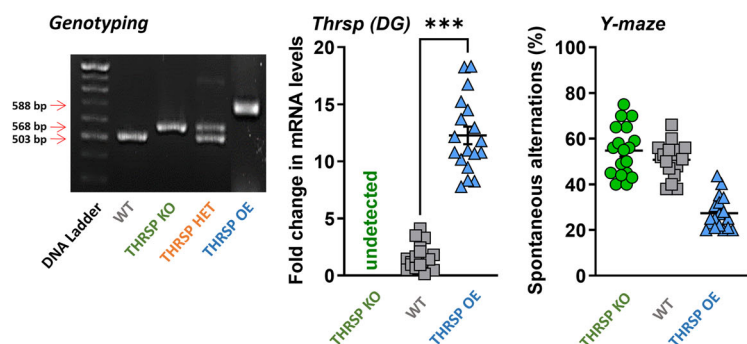 Genotyping
588 bp
568 bp
503 bp
DNA Ladder
WT
THRSP KO
THRSP HET
THRSP OE
Thrsp (DG)
***
Fold change in mRNA levels
20
15
10
5
0
undetected
THRSP KO
WT
THRSP OE
Y-maze
Spontaneous alternations (%)
100
80
60
40
20
0
THRSP KO
WT
THRSP OE